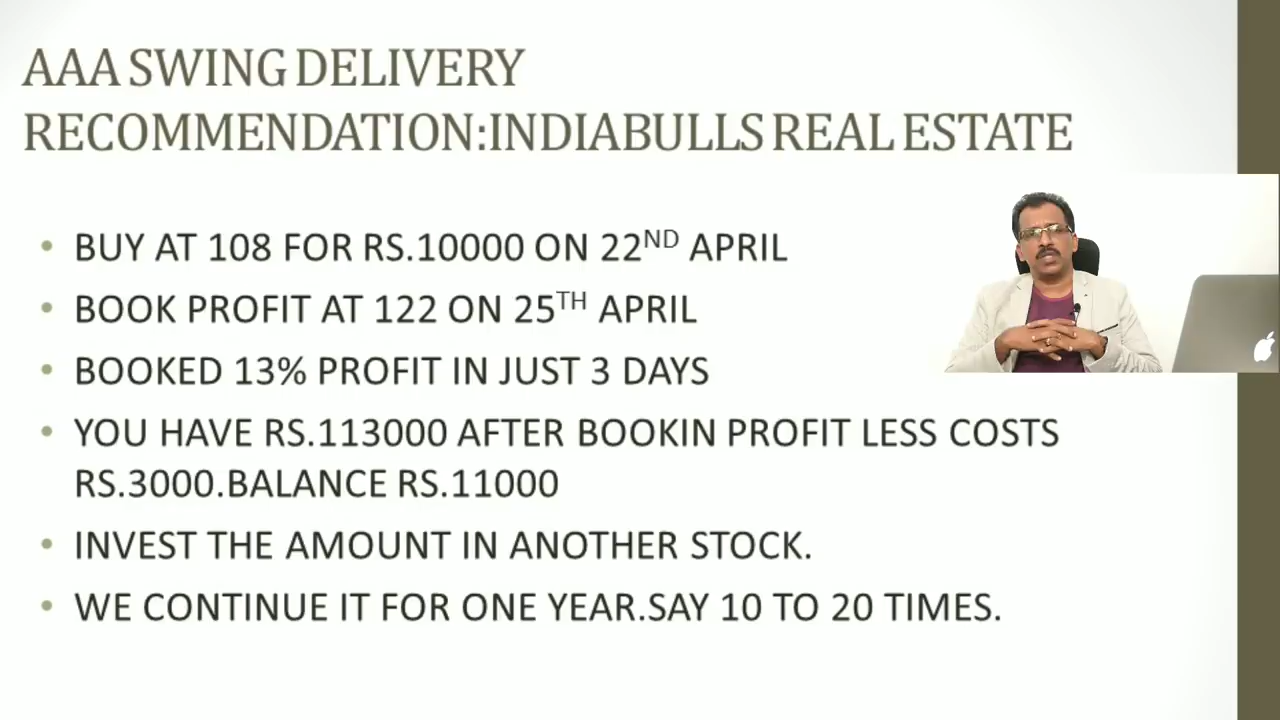 AAA SWING DELIVERY
RECOMMENDATION:INDIABULLS REAL ESTATE
• BUY AT 108 FOR RS.10000 ON 22ND APRIL
• BOOK PROFIT AT 122 ON 25TH APRIL
• BOOKED 13% PROFIT IN JUST 3 DAYS
• YOU HAVE RS.113000 AFTER BOOKIN PROFIT LESS COSTS
RS.3000.BALANCE RS.11000
• INVEST THE AMOUNT IN ANOTHER STOCK.
• WE CONTINUE IT FOR ONE YEAR.SAY 10 TO 20 TIMES.